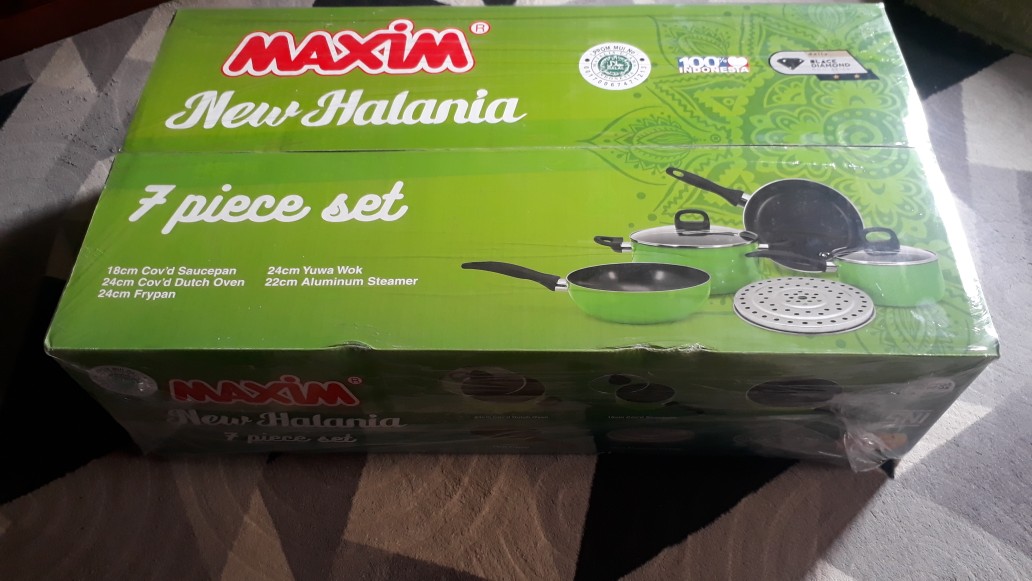 MAXIM®
New Halania
100%
INDONESIA
BLACK
DIAMOND
7 piece set
18cm Cov'd Saucepan
24cm Cov'd Dutch Oven
24cm Frypan
24cm Yuwa Wok
22cm Aluminum Steamer
MAXIM®
New Halania
7 piece set